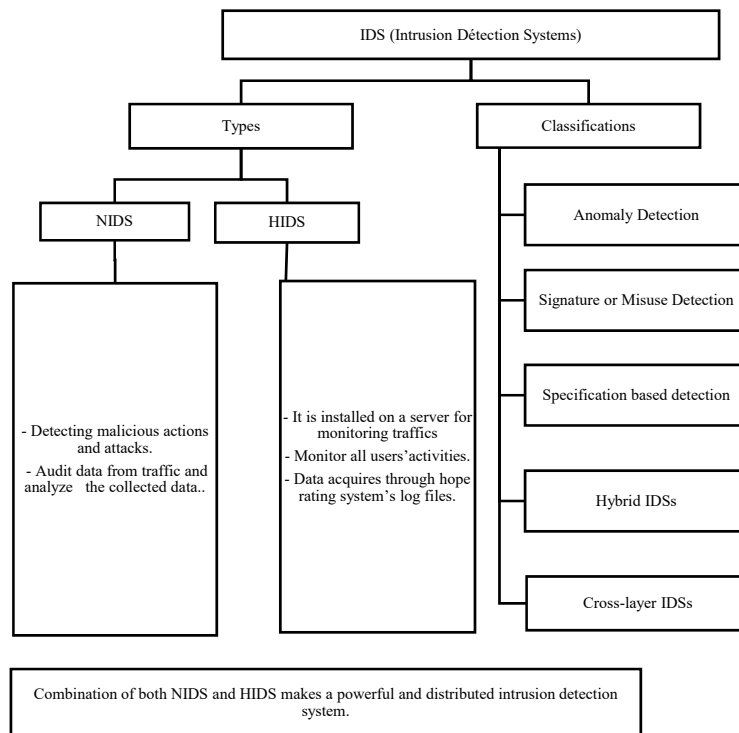 IDS (Intrusion Détection Systems)
Types
Classifications
NIDS
HIDS
Anomaly Detection
Signature or Misuse Detection
Specification based detection
Hybrid IDSs
Cross-layer IDSs
- Detecting malicious actions
and attacks.
- Audit data from traffic and
analyze the collected data..
- It is installed on a server for
monitoring traffics
- Monitor all users’activities.
- Data acquires through hope
rating system’s log files.
Combination of both NIDS and HIDS makes a powerful and distributed intrusion detection
system.